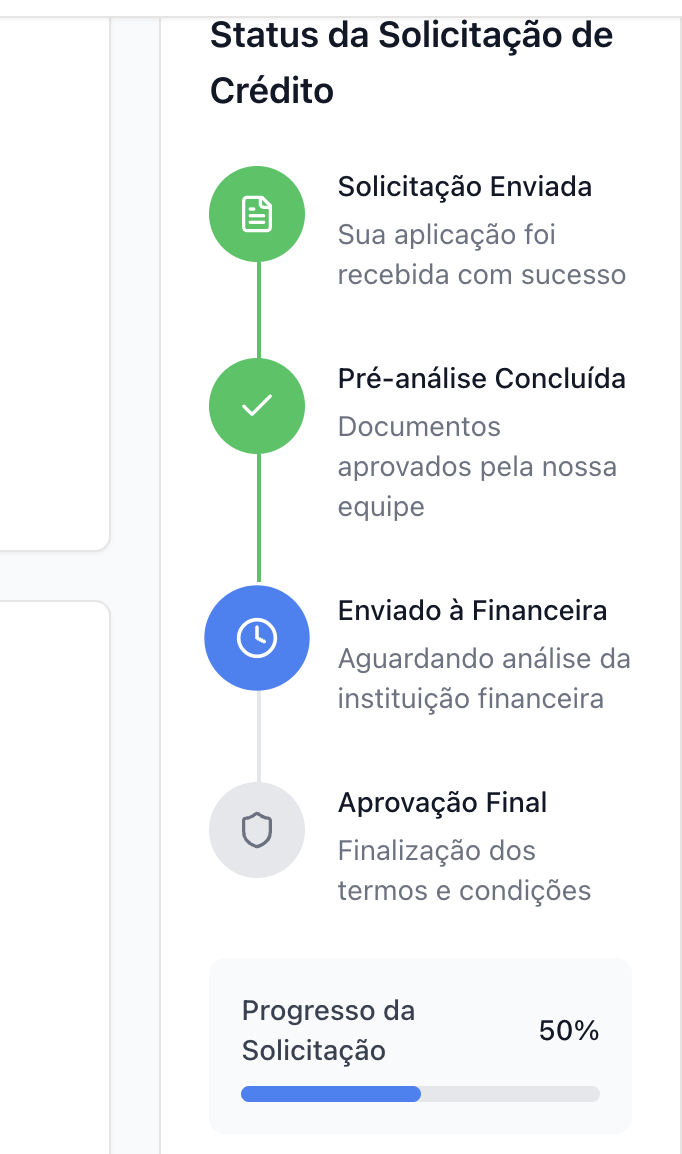 Status da Solicitação de
Crédito
Solicitação Enviada
Sua aplicação foi
recebida com sucesso
Pré-análise Concluída
Documentos
aprovados pela nossa
equipe
Enviado à Financeira
Aguardando análise da
instituição financeira
Aprovação Final
Finalização dos
termos e condições
Progresso da
Solicitação
50%